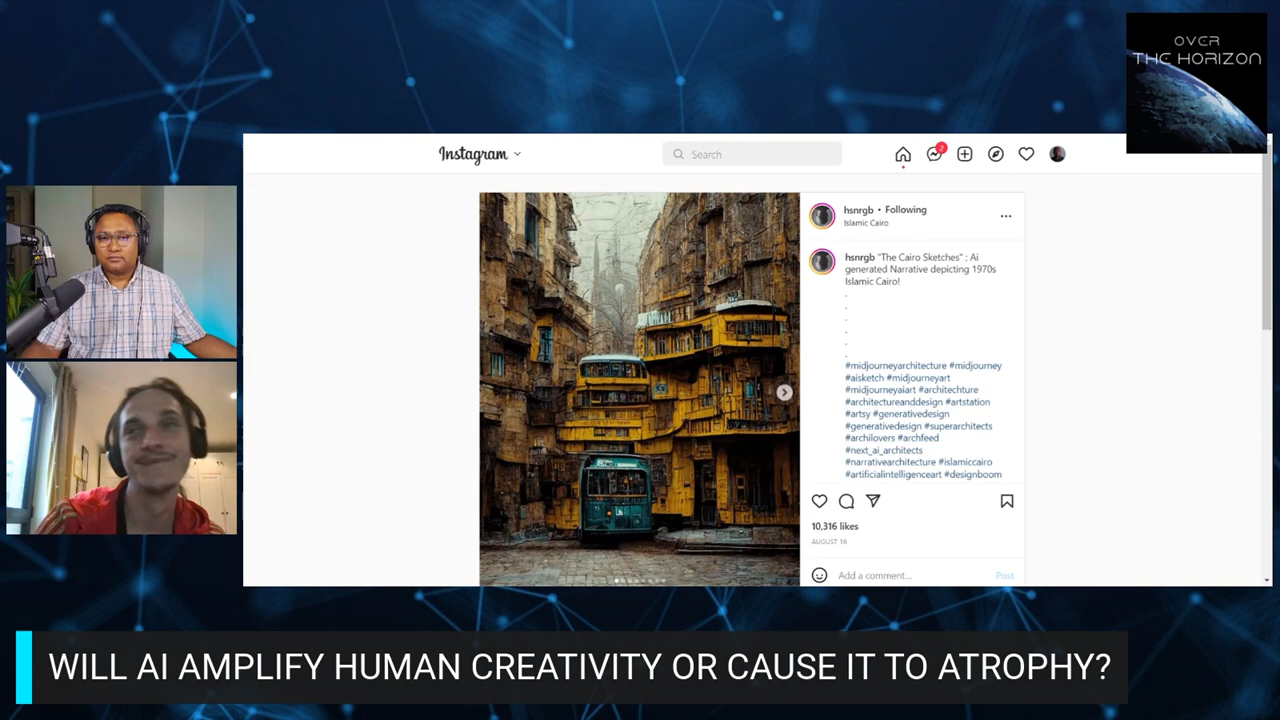 OVER
THE HORIZON
Instagram
Search
2
hsnrgb • Following
Islamic Cairo
hsnrgb "The Cairo Sketches" ; Ai
generated Narrative depicting 1970s
Islamic Cairo!
.
.
.
.
.
.
#midjourneyarchitecture #midjourney
#aisketch #midjourneyart
#midjourneyaiart #architechture
#architectureanddesign #artstation
#artsy #generativedesign
#generativedesign #superarchitects
#archilovers #archfeed
#next_ai_architects
#narrativearchitecture #islamiccairo
#artificialintelligenceart #designboom
10,316 likes
AUGUST 16
Add a comment...
Post
WILL AI AMPLIFY HUMAN CREATIVITY OR CAUSE IT TO ATROPHY?